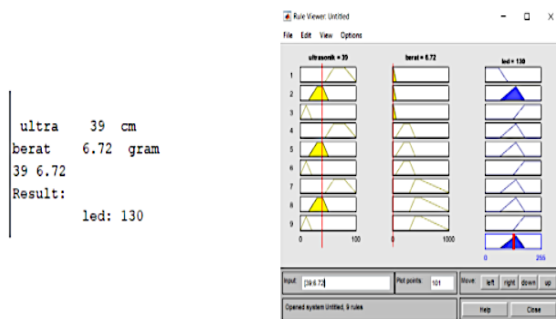 ultra 39 cm
berat 6.72 gram
39 6.72
Result:
led: 130
Rule Viewer: Untitled
File Edit View Options
ultrasonik = 39 berat = 6.72 led = 130
1
2
3
4
5
6
7
8
9
0 100 0 1000
0 255
Input: [39;6.72] Plot points: 101 Move: left right down up
Opened system Untitled, 9 rules Help Close